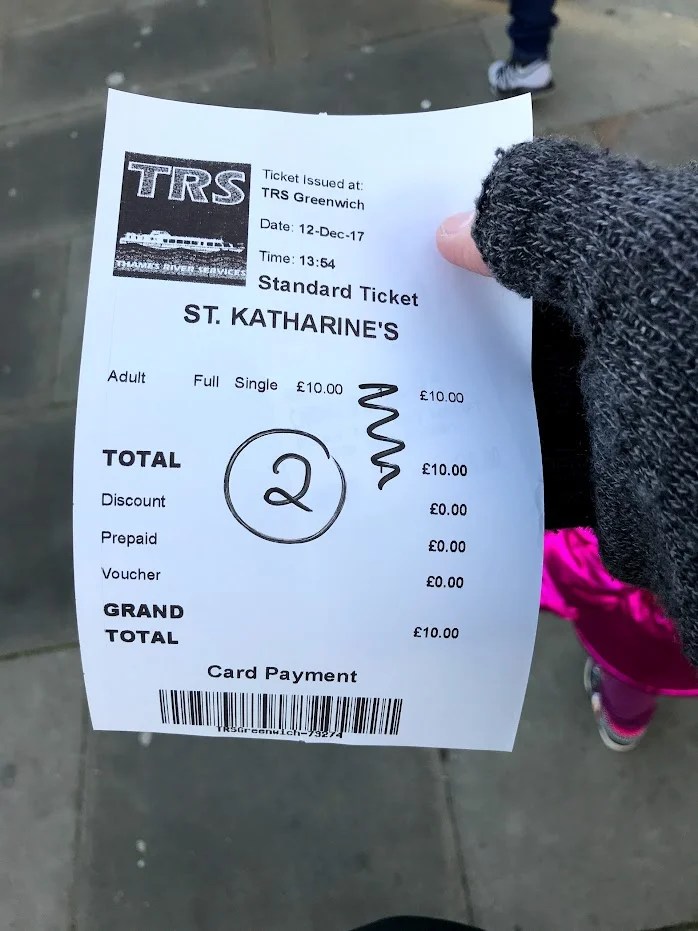 TRS
THAMES RIVER SERVICES
Ticket Issued at:
TRS Greenwich
Date: 12-Dec-17
Time: 13:54
Standard Ticket
ST. KATHARINE'S
Adult Full Single £10.00 £10.00
2
TOTAL £10.00
Discount £0.00
Prepaid £0.00
Voucher £0.00
GRAND
TOTAL £10.00
Card Payment
TRSGreenwich-79274